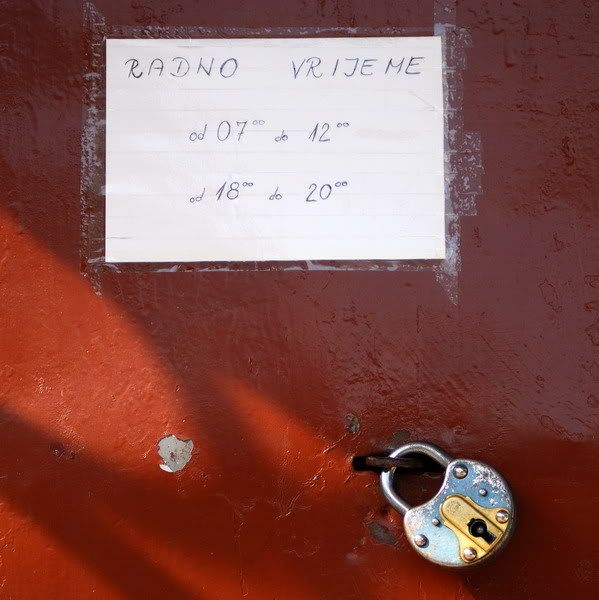 RADNO VRIJEME
od 07⁰⁰ do 12⁰⁰
od 18⁰⁰ do 20⁰⁰